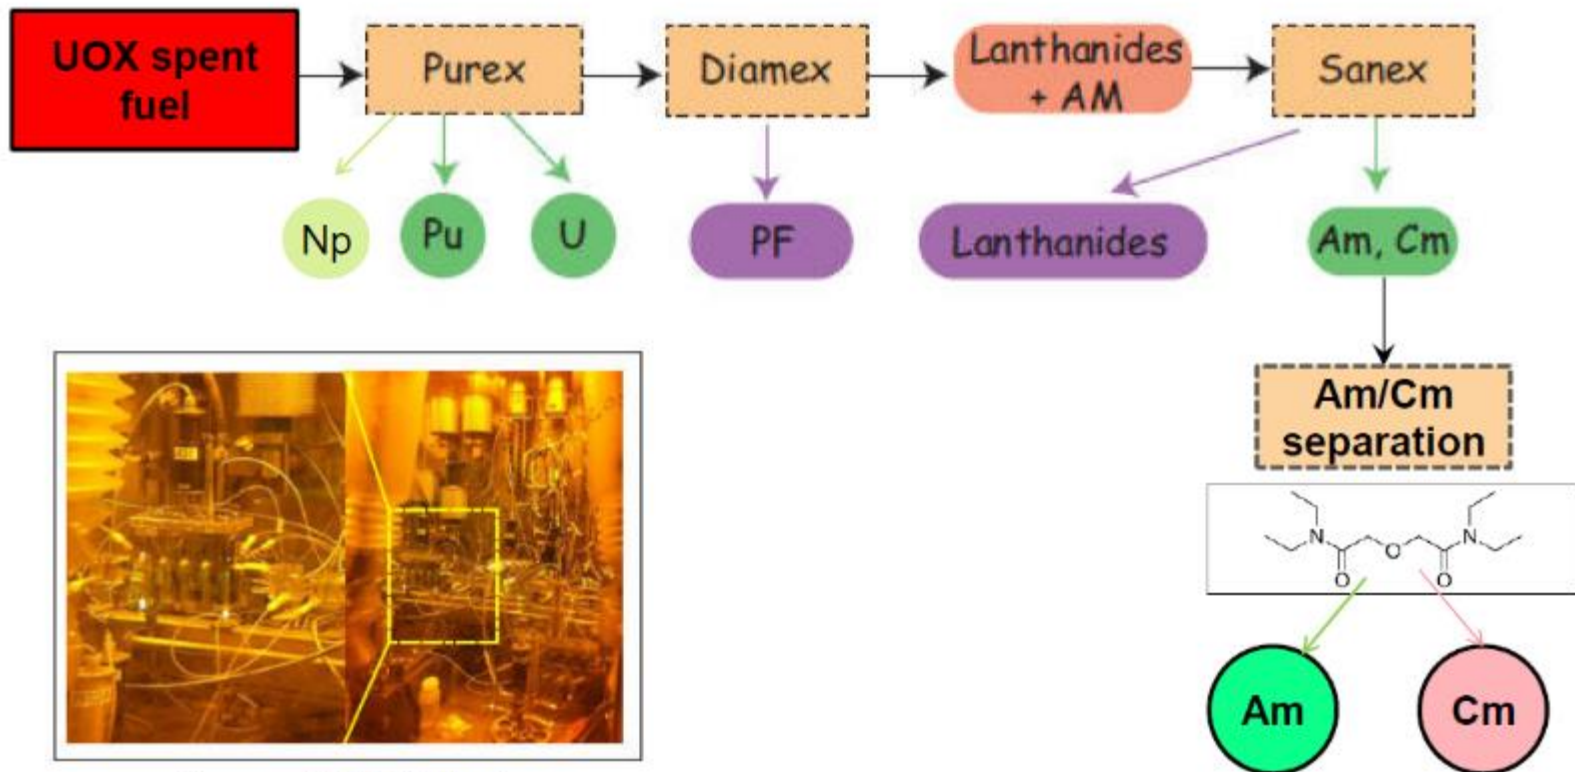 UOX spent
fuel
Purex
Diamex
Lanthanides
+ AM
Sanex
Np
Pu
U
PF
Lanthanides
Am, Cm
Am/Cm
separation
N
O
N
O
O
Am
Cm